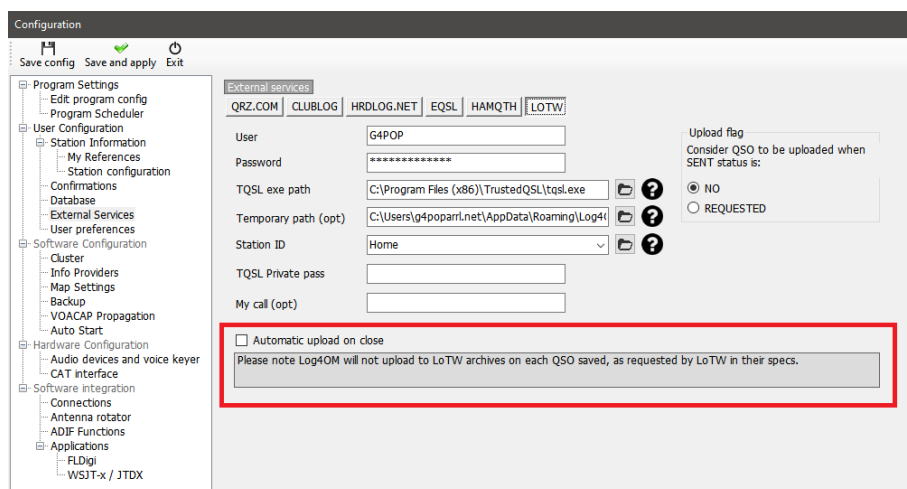 Configuration
Save config Save and apply Exit
Program Settings
Edit program config
Program Scheduler
User Configuration
Station Information
My References
Station configuration
Confirmations
Database
External Services
User preferences
Software Configuration
Cluster
Info Providers
Map Settings
Backup
VOACAP Propagation
Auto Start
Hardware Configuration
Audio devices and voice keyer
CAT interface
Software integration
Connections
Antenna rotator
ADIF Functions
Applications
FLDigi
WSJT-x / JTDX
External services
QRZ.COM CLUBLOG HRDLOG.NET EQSL HAMQTH LOTW
User G4POP
Password *************
TQSL exe path C:\Program Files (x86)\TrustedQSL\tqsl.exe
Temporary path (opt) C:\Users\g4poparrl.net\AppData\Roaming\Log4(
Station ID Home
TQSL Private pass
My call (opt)
Upload flag
Consider QSO to be uploaded when
SENT status is:
NO
REQUESTED
Automatic upload on close
Please note Log4OM will not upload to LoTW archives on each QSO saved, as requested by LoTW in their specs.